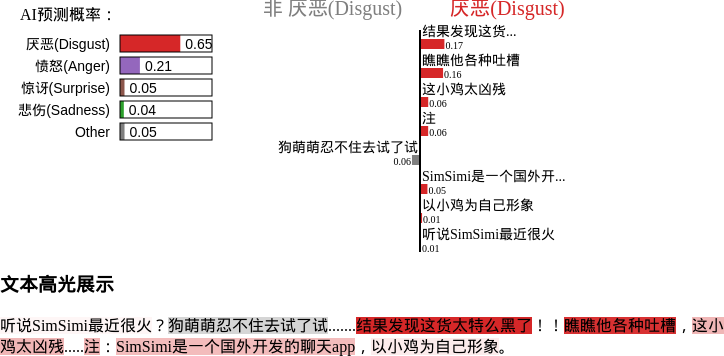 AI预测概率：
厌恶(Disgust) 0.65
愤怒(Anger) 0.21
惊讶(Surprise) 0.05
悲伤(Sadness) 0.04
Other 0.05
非 厌恶(Disgust) 厌恶(Disgust)
结果发现这货...
0.17
瞧瞧他各种吐槽
0.16
这小鸡太凶残
0.06
注
0.06
狗萌萌忍不住去试了试
0.06
SimSimi是一个国外开...
0.05
以小鸡为自己形象
0.01
听说SimSimi最近很火
0.01
文本高光展示
听说SimSimi最近很火？狗萌萌忍不住去试了试.......结果发现这货太特么黑了！！瞧瞧他各种吐槽，这小
鸡太凶残.....注：SimSimi是一个国外开发的聊天app，以小鸡为自己形象。